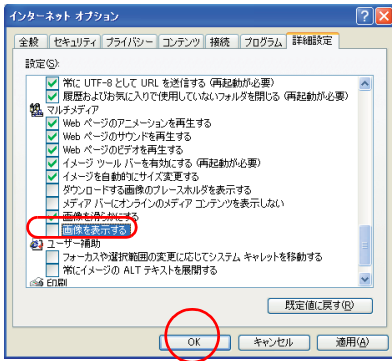 インターネット オプション
全般 セキュリティ プライバシー コンテンツ 接続 プログラム 詳細設定
設定(S):
常に UTF-8 として URL を送信する (再起動が必要)
履歴およびお気に入りで使用していないフォルダを閉じる (再起動が必要)
マルチメディア
Web ページのアニメーションを再生する
Web ページのサウンドを再生する
Web ページのビデオを再生する
イメージ ツール バーを有効にする (再起動が必要)
イメージを自動的にサイズ変更する
ダウンロードする画像のプレースホルダを表示する
メディア バーにオンラインのメディア コンテンツを表示しない
画像を滑らかにする
画像を表示する
ユーザー補助
フォーカスや選択範囲の変更に応じてシステム キャレットを移動する
常にイメージの ALT テキストを展開する
印刷
既定値に戻す(R)
OK キャンセル 適用(A)